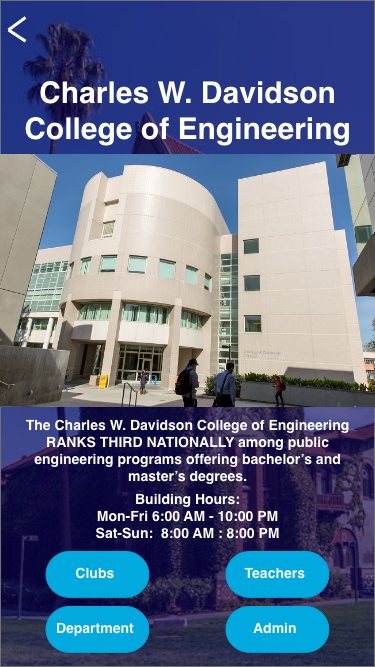 Charles W. Davidson
College of Engineering
The Charles W. Davidson College of Engineering
RANKS THIRD NATIONALLY among public
engineering programs offering bachelor's and
master's degrees.
Building Hours:
Mon-Fri 6:00 AM - 10:00 PM
Sat-Sun: 8:00 AM : 8:00 PM
Clubs
Teachers
Department
Admin